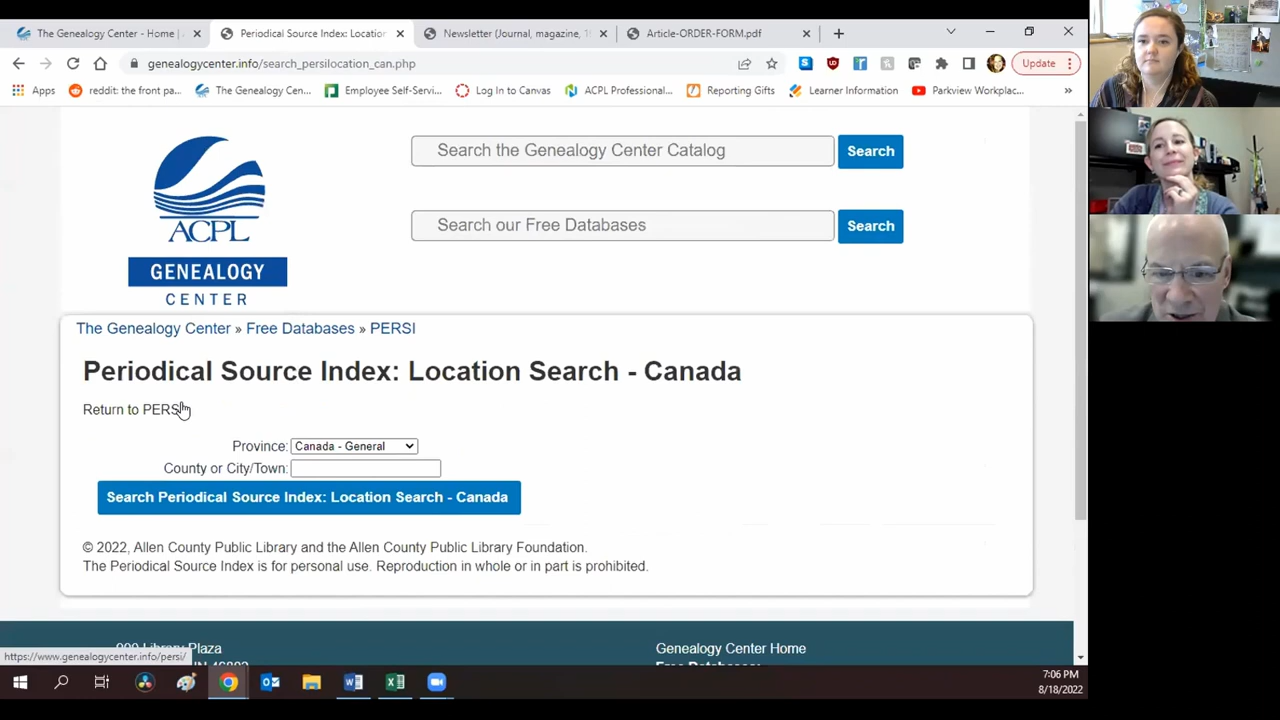 The Genealogy Center - Home |
Periodical Source Index: Locatio
Newsletter (Journal, magazine, T
Article-ORDER-FORM.pdf
genealogycenter.info/search_persilocation_can.php
Update
Apps
reddit: the front pa...
The Genealogy Cen...
Employee Self-Servi...
Log In to Canvas
ACPL Professional...
Reporting Gifts
Learner Information
Parkview Workplac...
»
Search the Genealogy Center Catalog
Search
Search our Free Databases
Search
ACPL
GENEALOGY
CENTER
The Genealogy Center » Free Databases » PERSI
Periodical Source Index: Location Search - Canada
Return to PERS
Province: Canada - General
County or City/Town:
Search Periodical Source Index: Location Search - Canada
© 2022, Allen County Public Library and the Allen County Public Library Foundation.
The Periodical Source Index is for personal use. Reproduction in whole or in part is prohibited.
Library Plaza
Genealogy Center Home
https://www.genealogycenter.info/persi/
7:06 PM
8/18/2022